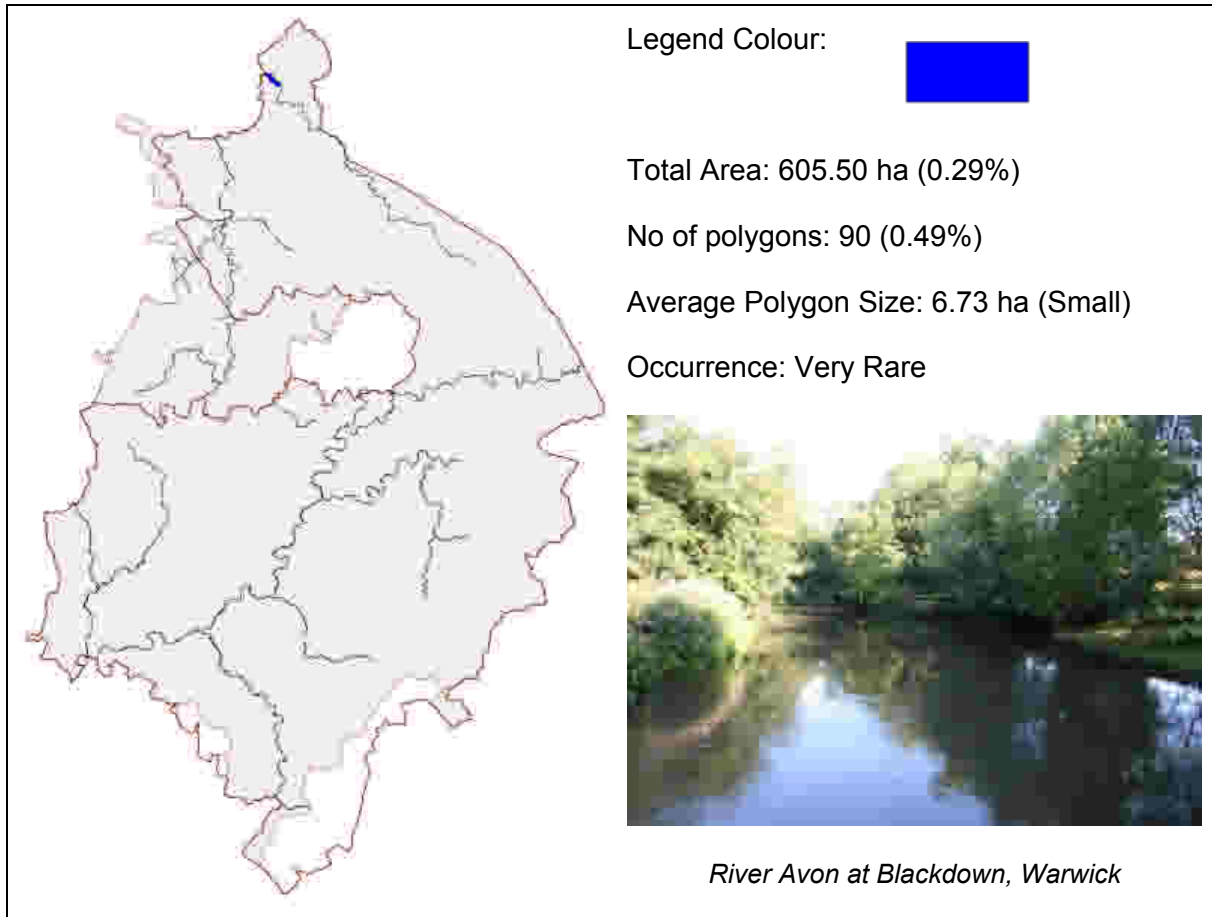 Legend Colour:
Total Area: 605.50 ha (0.29%)
No of polygons: 90 (0.49%)
Average Polygon Size: 6.73 ha (Small)
Occurrence: Very Rare
River Avon at Blackdown, Warwick